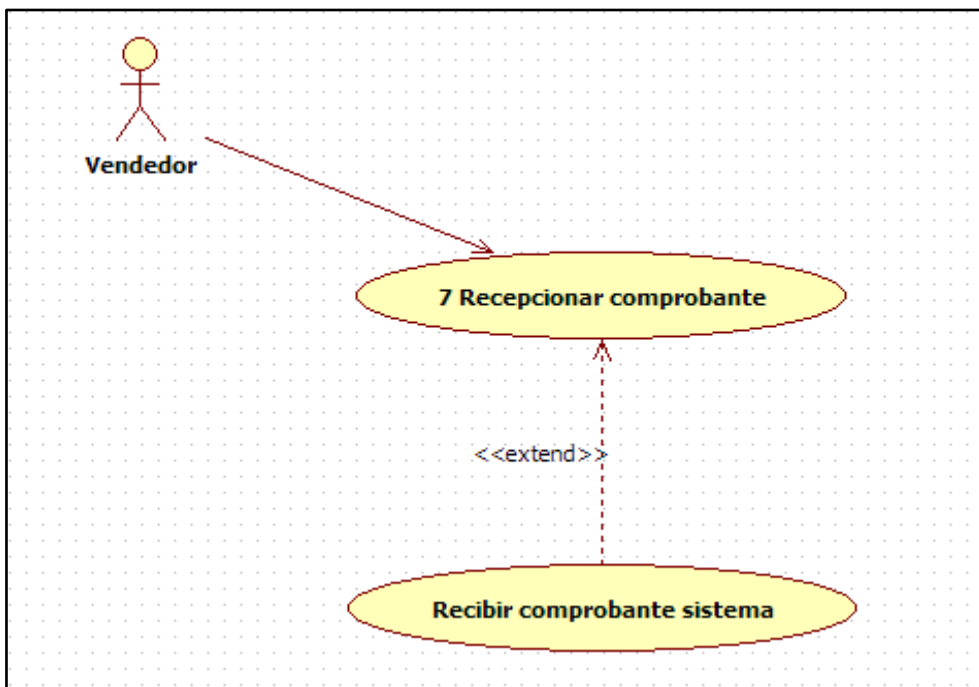 Vendedor
7 Recepcionar comprobante
<<extend>>
Recibir comprobante sistema